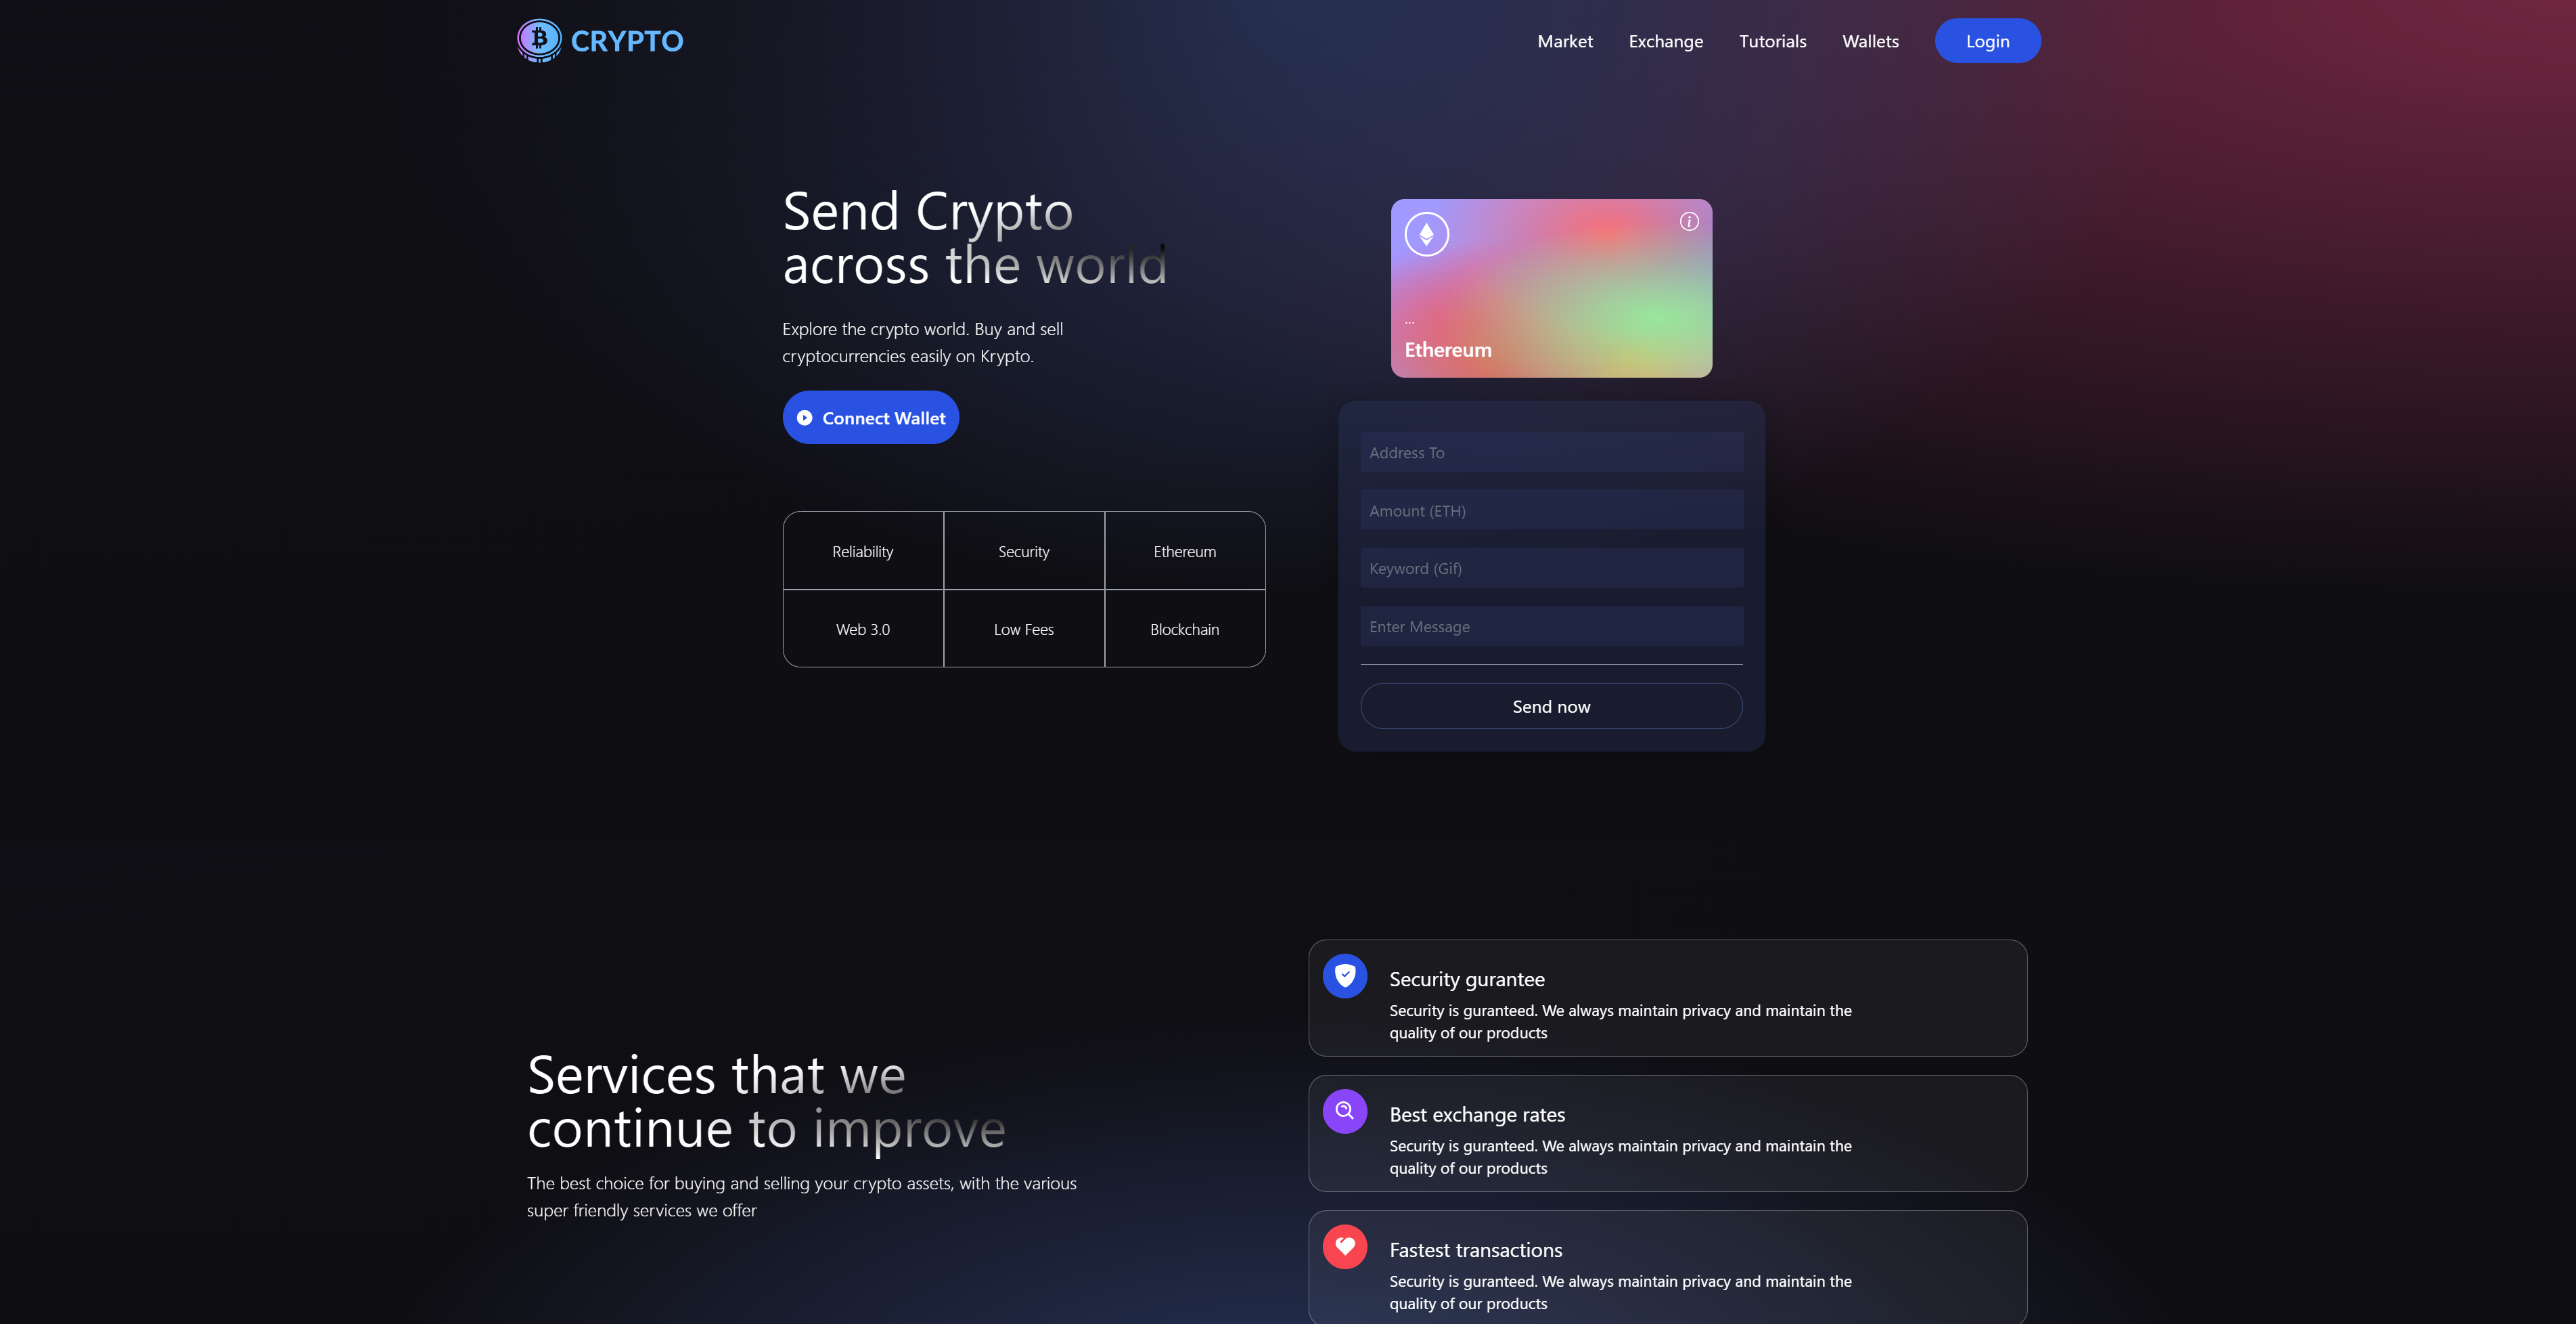 CRYPTO
Market
Exchange
Tutorials
Wallets
Login
Send Crypto
across the world
Explore the crypto world. Buy and sell
cryptocurrencies easily on Krypto.
Connect Wallet
Reliability
Security
Ethereum
Web 3.0
Low Fees
Blockchain
...
Ethereum
Address To
Amount (ETH)
Keyword (Gif)
Enter Message
Send now
Services that we
continue to improve
The best choice for buying and selling your crypto assets, with the various
super friendly services we offer
Security gurantee
Security is guranteed. We always maintain privacy and maintain the
quality of our products
Best exchange rates
Security is guranteed. We always maintain privacy and maintain the
quality of our products
Fastest transactions
Security is guranteed. We always maintain privacy and maintain the
quality of our products